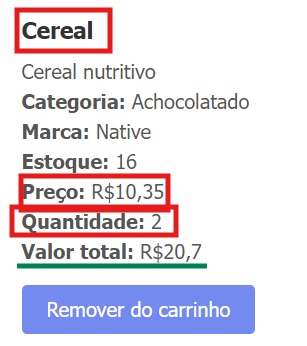 Cereal
Cereal nutritivo
Categoria: Achocolatado
Marca: Native
Estoque: 16
Preço: R$10,35
Quantidade: 2
Valor total: R$20,7
Remover do carrinho